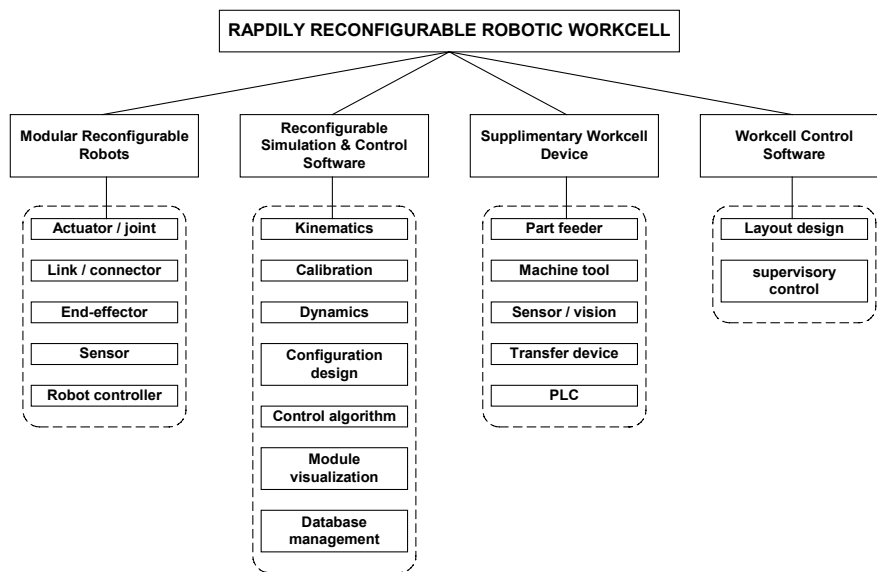 RAPDILY RECONFIGURABLE ROBOTIC WORKCELL
Modular Reconfigurable
Robots
Reconfigurable
Simulation & Control
Software
Supplimentary Workcell
Device
Workcell Control
Software
Actuator / joint
Link / connector
End-effector
Sensor
Robot controller
Kinematics
Calibration
Dynamics
Configuration
design
Control algorithm
Module
visualization
Database
management
Part feeder
Machine tool
Sensor / vision
Transfer device
PLC
Layout design
supervisory
control